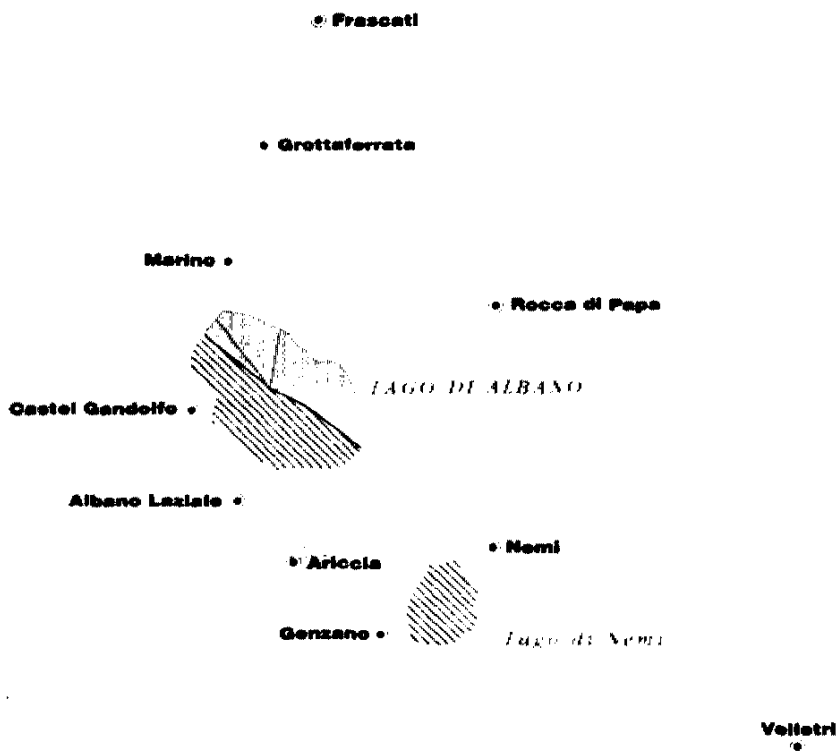 Frascati
Grottaferrata
Marino
Rocca di Papa
LAGO DI ALBANO
Castel Gandolfo
Albano Laziale
Nemi
Ariccia
Genzano
Lago di Nemi
Velletri